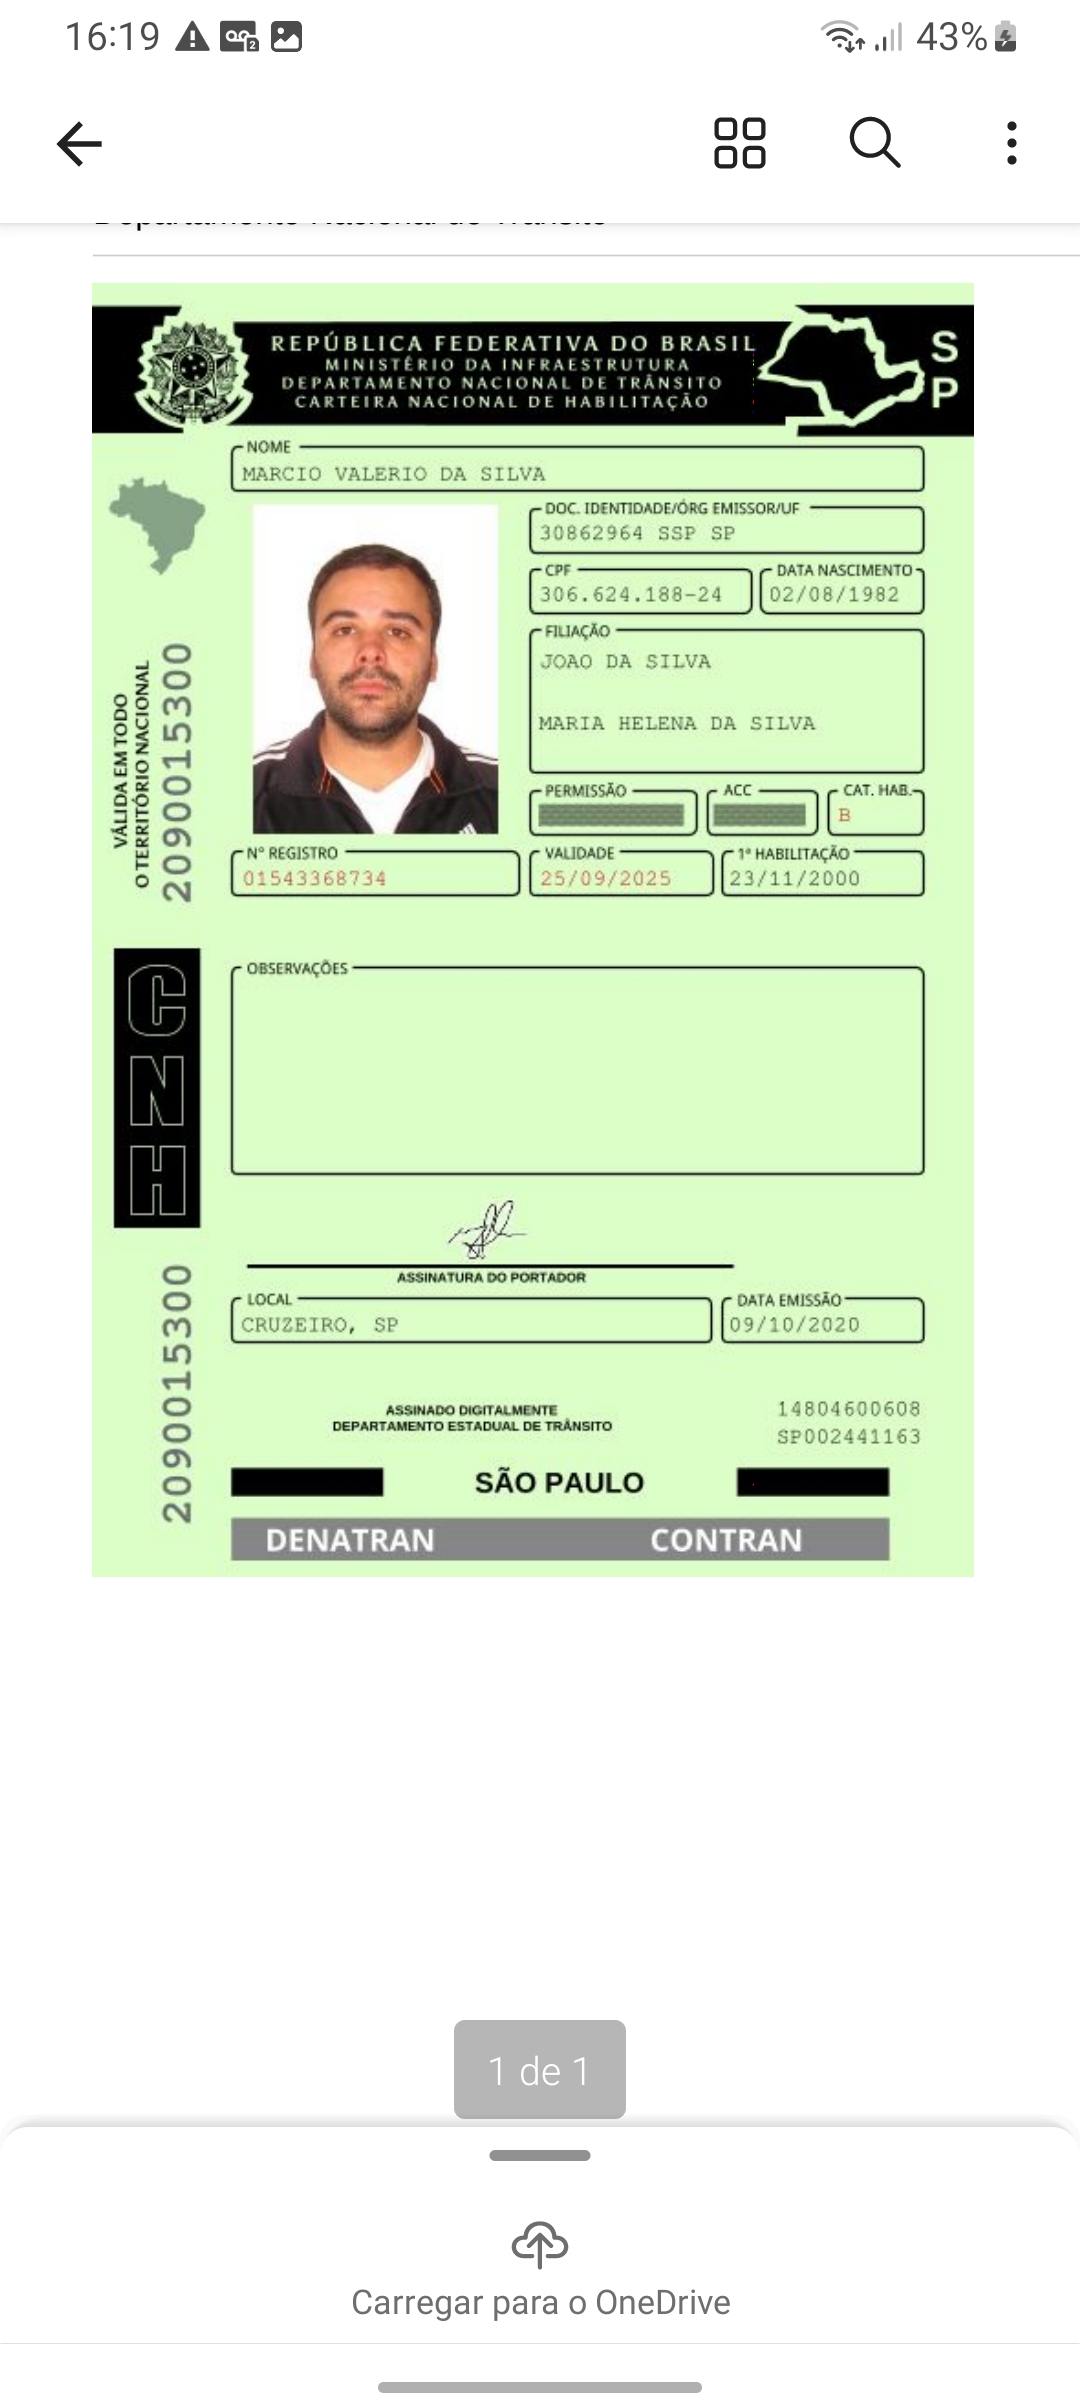 16:19
43%
Departamento Nacional de Trânsito
REPÚBLICA FEDERATIVA DO BRASIL
MINISTÉRIO DA INFRAESTRUTURA
DEPARTAMENTO NACIONAL DE TRÂNSITO
CARTEIRA NACIONAL DE HABILITAÇÃO
SP
NOME
MARCIO VALERIO DA SILVA
DOC. IDENTIDADE/ÓRG EMISSOR/UF
30862964 SSP SP
CPF
306.624.188-24
DATA NASCIMENTO
02/08/1982
FILIAÇÃO
JOAO DA SILVA
MARIA HELENA DA SILVA
PERMISSÃO
ACC
CAT. HAB.
B
Nº REGISTRO
01543368734
VALIDADE
25/09/2025
1ª HABILITAÇÃO
23/11/2000
VÁLIDA EM TODO
O TERRITÓRIO NACIONAL
2090015300
CNH
OBSERVAÇÕES
ASSINATURA DO PORTADOR
LOCAL
CRUZEIRO, SP
DATA EMISSÃO
09/10/2020
2090015300
ASSINADO DIGITALMENTE
DEPARTAMENTO ESTADUAL DE TRÂNSITO
14804600608
SP002441163
SÃO PAULO
DENATRAN CONTRAN
1 de 1
Carregar para o OneDrive